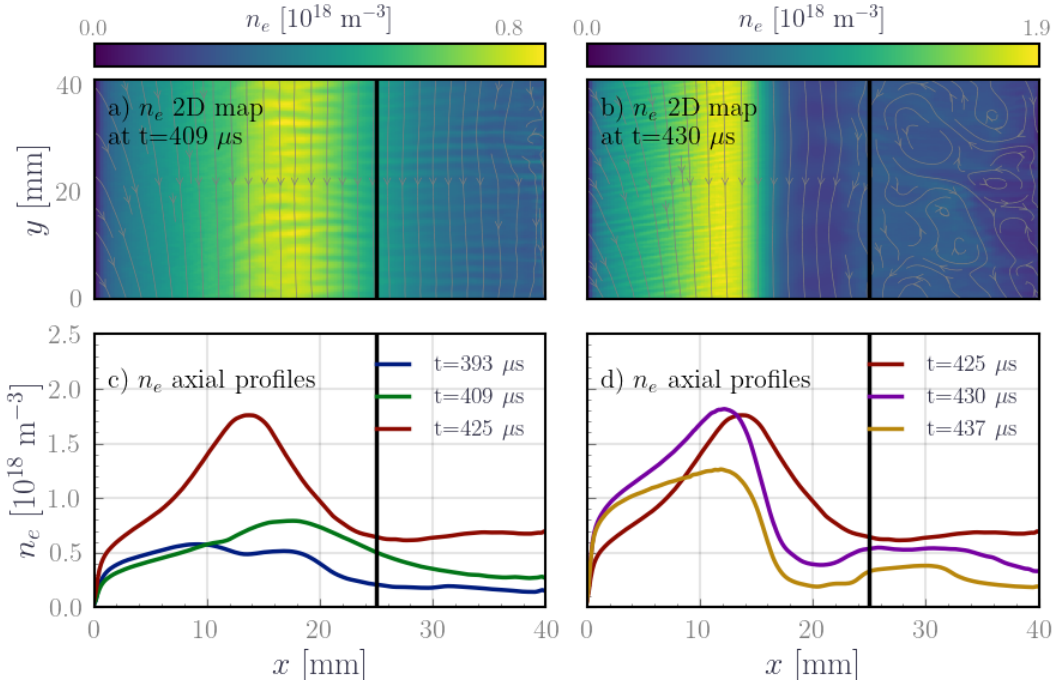 n_e [10^18 m^−3]
0.0 0.8
n_e [10^18 m^−3]
0.0 1.9
a) n_e 2D map
at t=409 μs
b) n_e 2D map
at t=430 μs
y [mm]
40
20
0
n_e [10^18 m^−3]
2.5
2.0
1.5
1.0
0.5
0.0
c) n_e axial profiles
t=393 μs
t=409 μs
t=425 μs
d) n_e axial profiles
t=425 μs
t=430 μs
t=437 μs
0 10 20 30 40
0 10 20 30 40
x [mm]
x [mm]